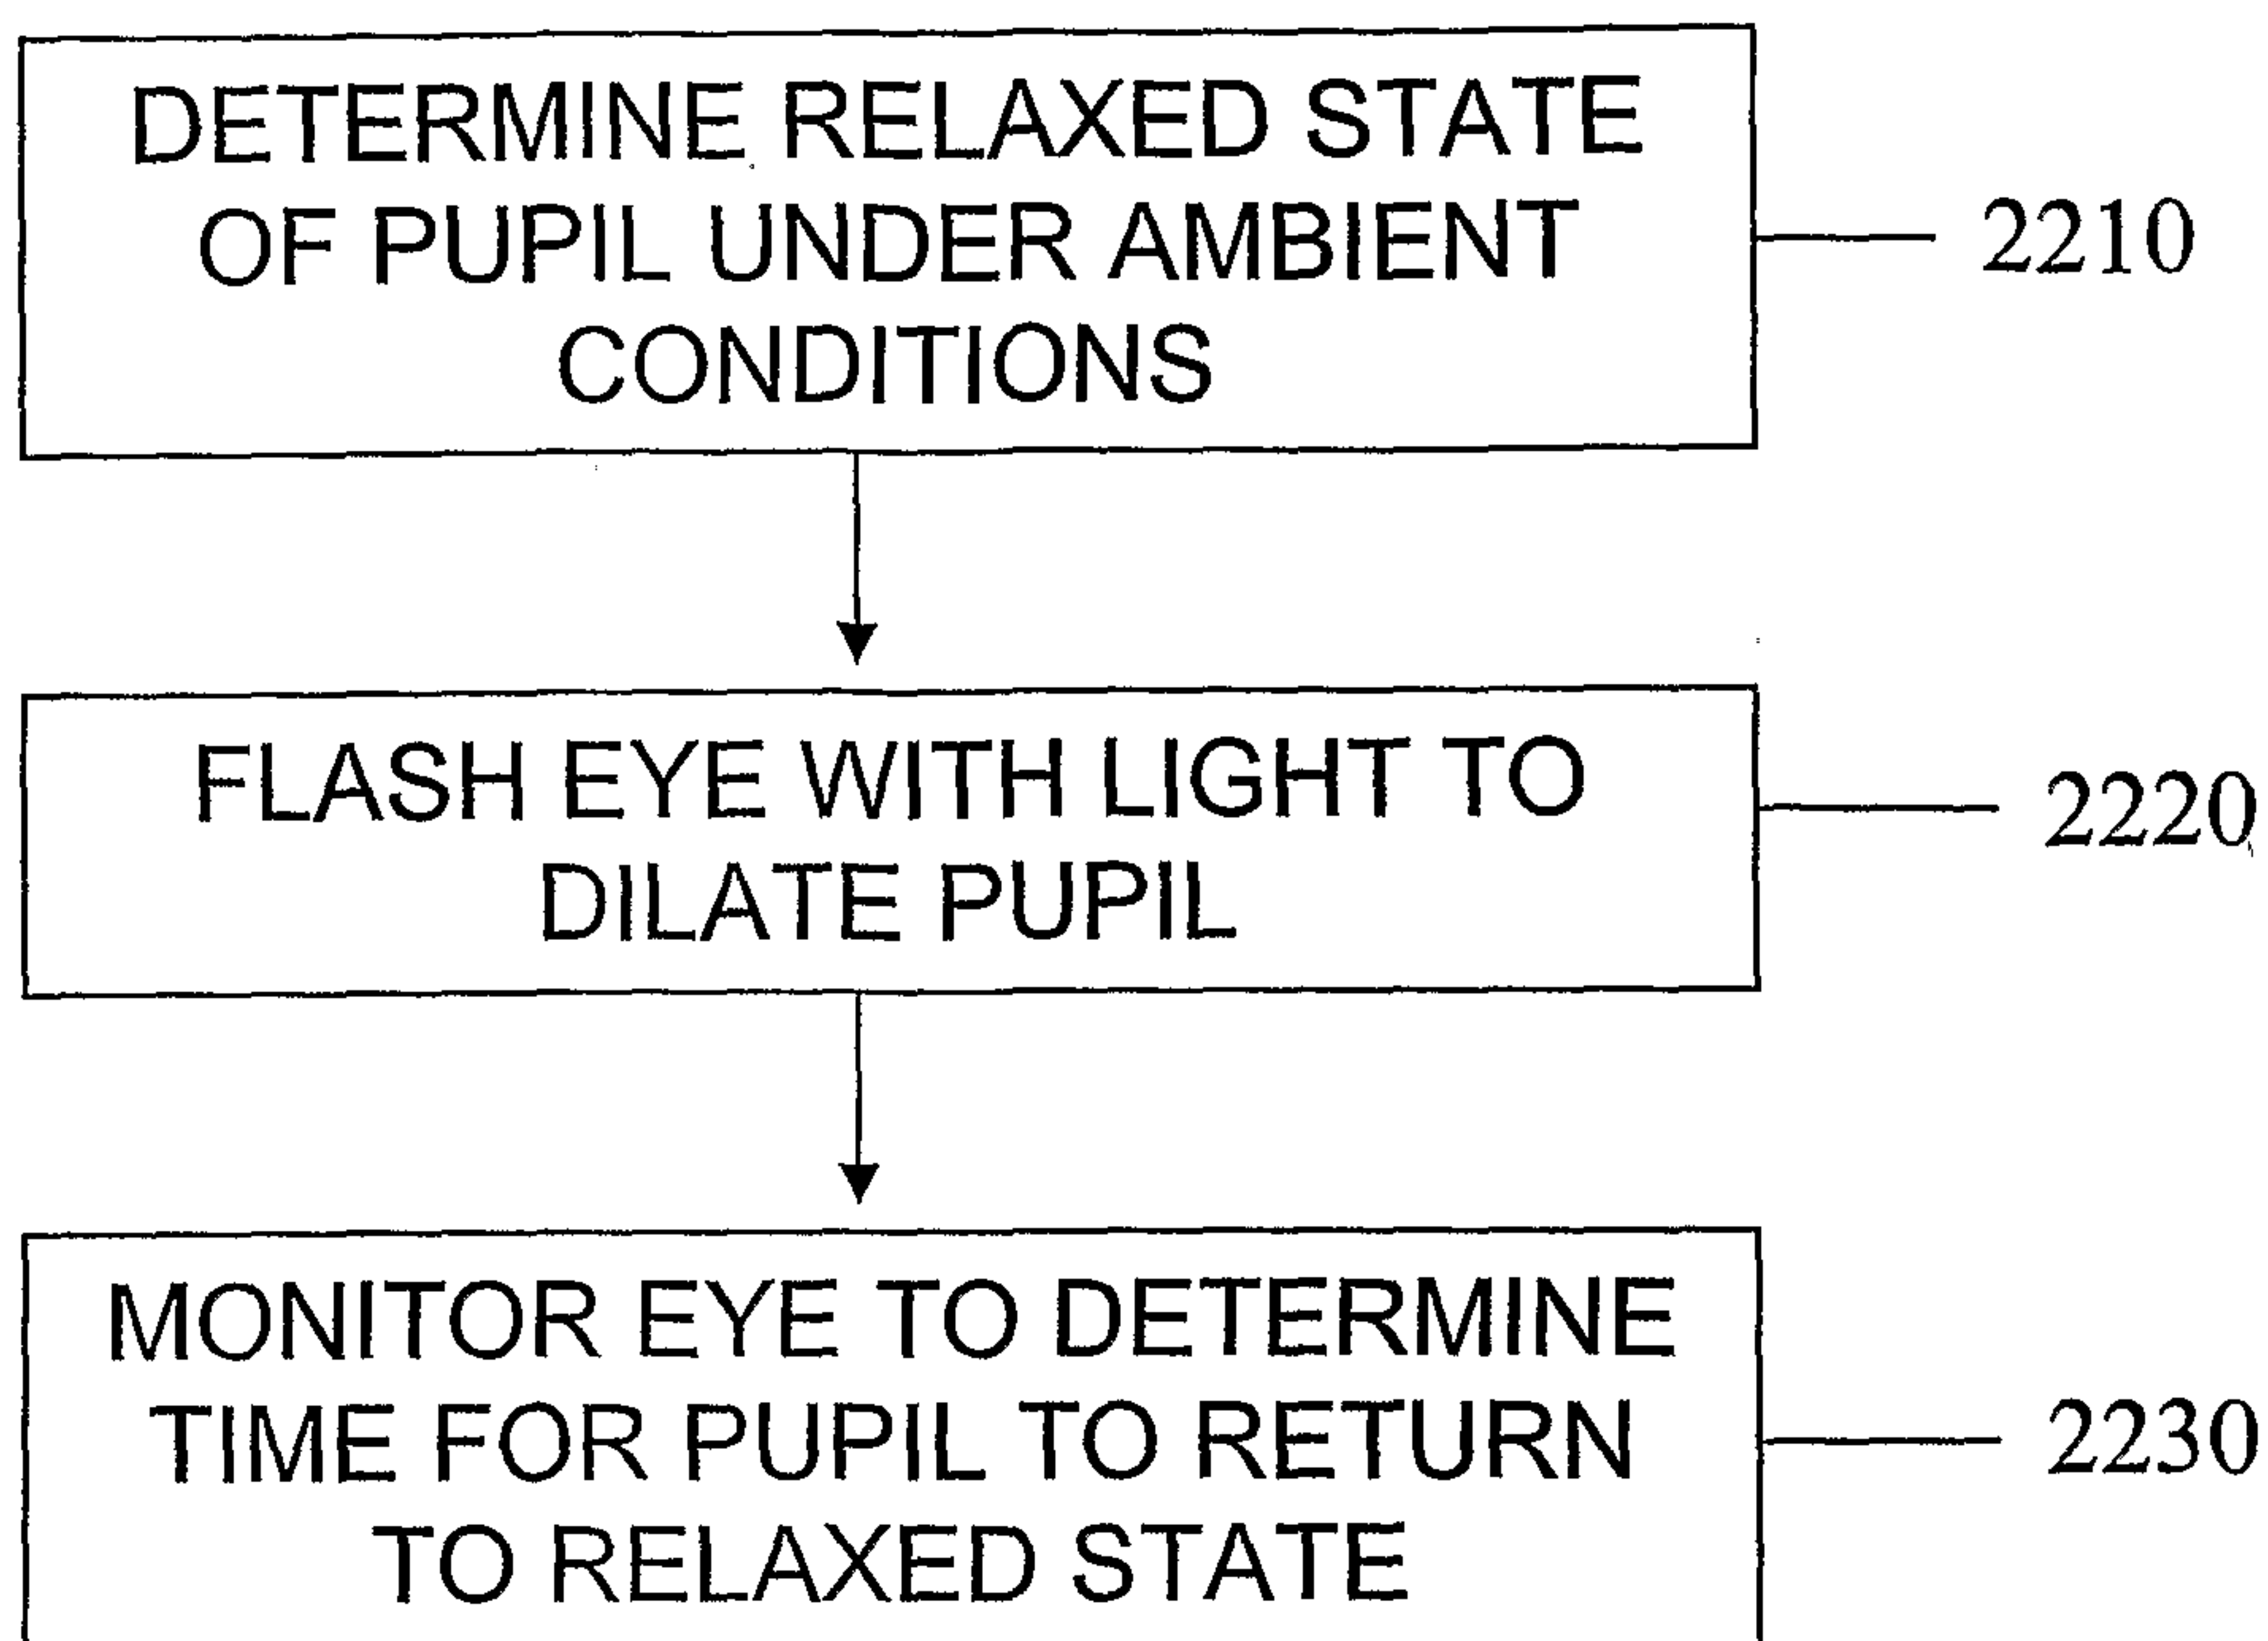 DETERMINE RELAXED STATE
OF PUPIL UNDER AMBIENT
CONDITIONS
2210
FLASH EYE WITH LIGHT TO
DILATE PUPIL
2220
MONITOR EYE TO DETERMINE
TIME FOR PUPIL TO RETURN
TO RELAXED STATE
2230